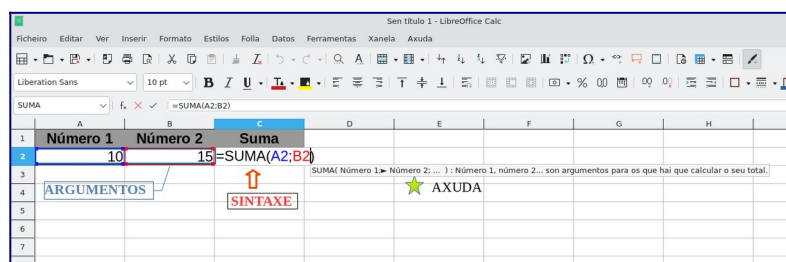 Sen título 1 - LibreOffice Calc
Ficheiro Editar Ver Inserir Formato Estilos Folla Datos Ferramentas Xanela Axuda
Liberation Sans 10 pt B I U
SUMA fx =SUMA(A2;B2)
A B C D E F G H
1 Número 1 Número 2 Suma
2 10 15 =SUMA(A2;B2)
3 SUMA( Número 1;► Número 2; ... ) : Número 1, número 2... son argumentos para os que hai que calcular o seu total.
4 ARGUMENTOS AXUDA
SINTAXE
5
6
7